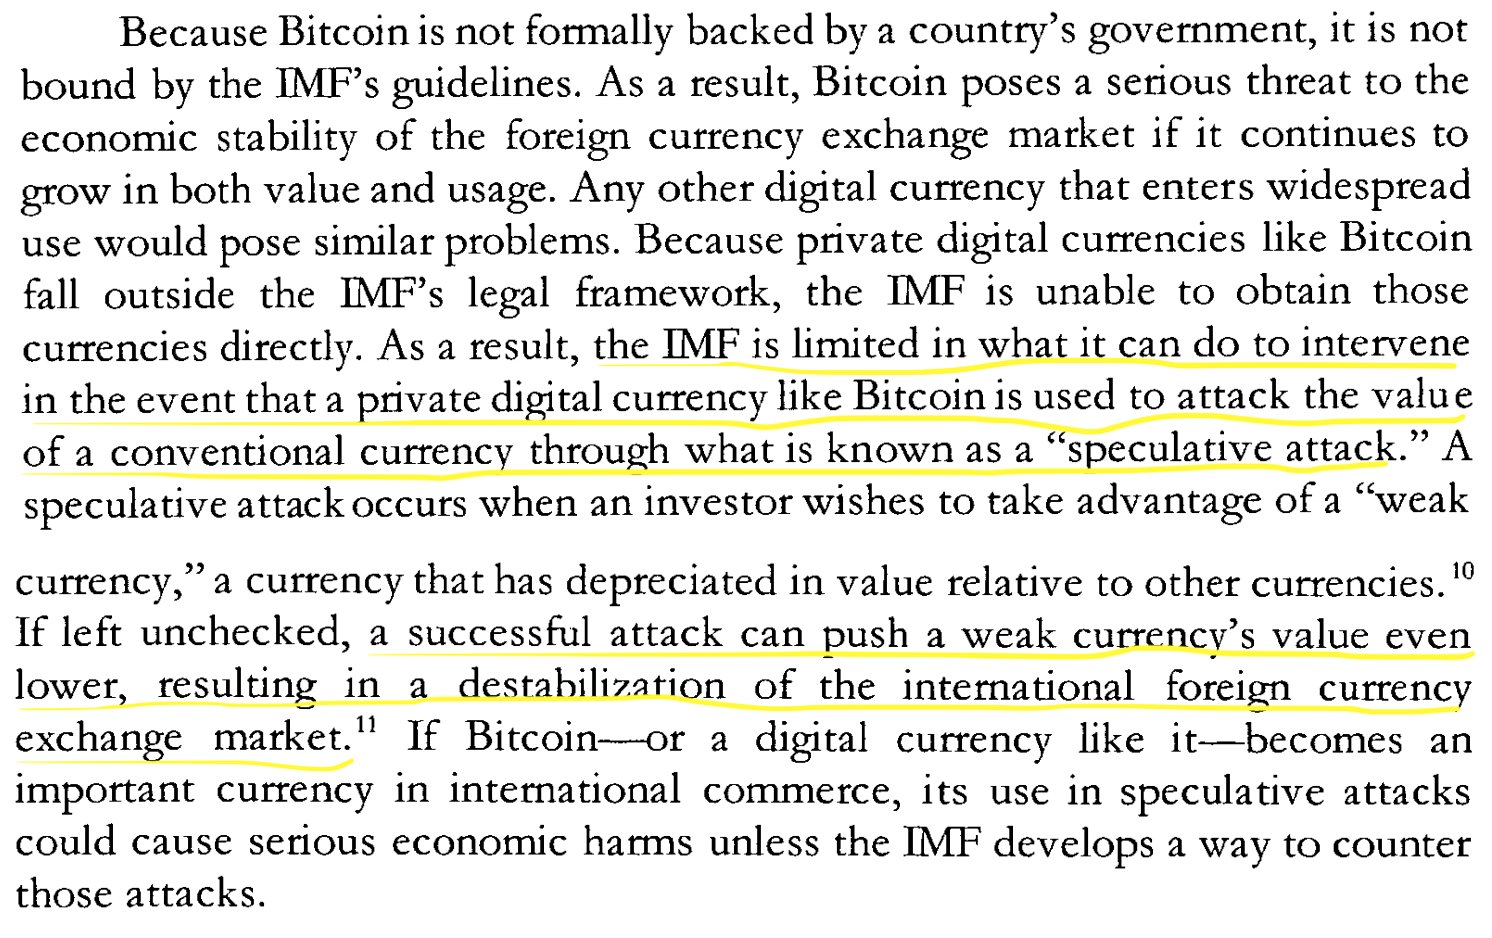 Because Bitcoin is not formally backed by a country’s government, it is not
bound by the IMF’s guidelines. As a result, Bitcoin poses a serious threat to the
economic stability of the foreign currency exchange market if it continues to
grow in both value and usage. Any other digital currency that enters widespread
use would pose similar problems. Because private digital currencies like Bitcoin
fall outside the IMF’s legal framework, the IMF is unable to obtain those
currencies directly. As a result, the IMF is limited in what it can do to intervene
in the event that a private digital currency like Bitcoin is used to attack the value
of a conventional currency through what is known as a “speculative attack.” A
speculative attack occurs when an investor wishes to take advantage of a “weak
currency,” a currency that has depreciated in value relative to other currencies.10
If left unchecked, a successful attack can push a weak currency’s value even
lower, resulting in a destabilization of the international foreign currency
exchange market.11 If Bitcoin—or a digital currency like it—becomes an
important currency in international commerce, its use in speculative attacks
could cause serious economic harms unless the IMF develops a way to counter
those attacks.